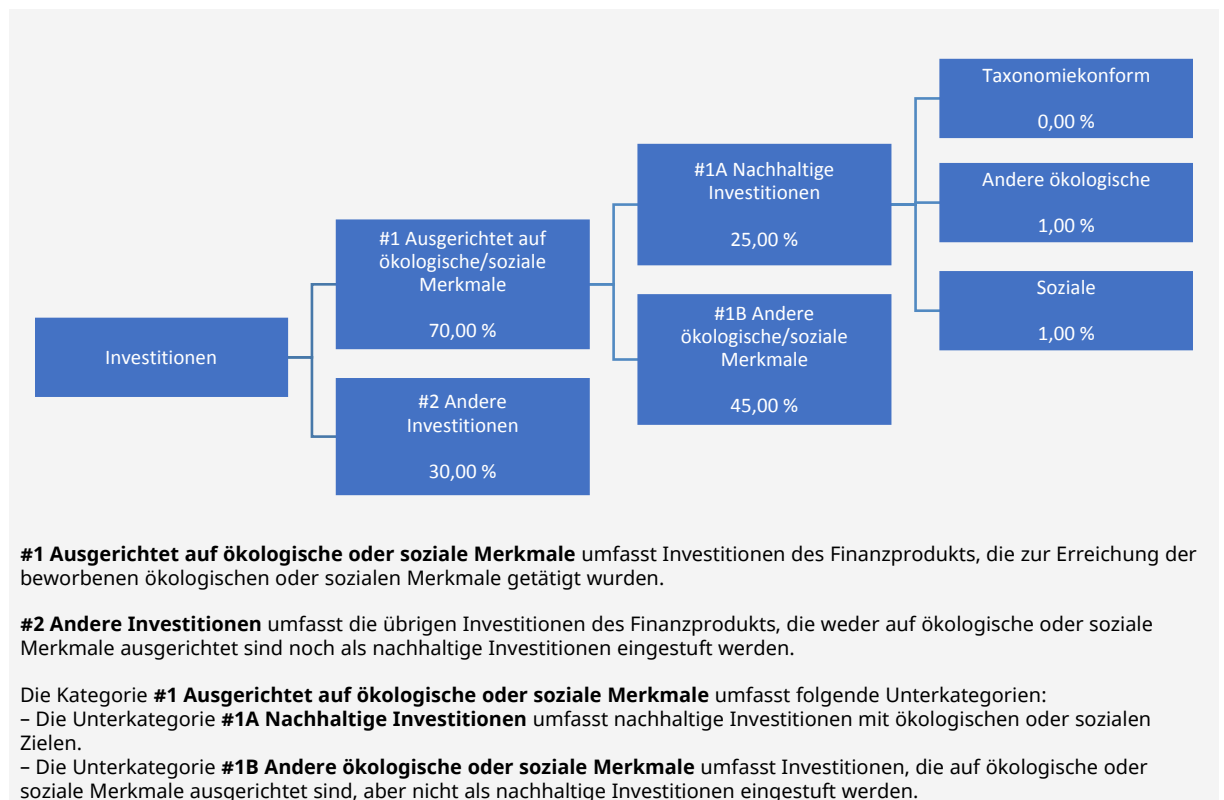 Investitionen
#1 Ausgerichtet auf
ökologische/soziale
Merkmale
70,00 %
#2 Andere
Investitionen
30,00 %
#1A Nachhaltige
Investitionen
25,00 %
#1B Andere
ökologische/soziale
Merkmale
45,00 %
Taxonomiekonform
0,00 %
Andere ökologische
1,00 %
Soziale
1,00 %
#1 Ausgerichtet auf ökologische oder soziale Merkmale umfasst Investitionen des Finanzprodukts, die zur Erreichung der
beworbenen ökologischen oder sozialen Merkmale getätigt wurden.
#2 Andere Investitionen umfasst die übrigen Investitionen des Finanzprodukts, die weder auf ökologische oder soziale
Merkmale ausgerichtet sind noch als nachhaltige Investitionen eingestuft werden.
Die Kategorie #1 Ausgerichtet auf ökologische oder soziale Merkmale umfasst folgende Unterkategorien:
– Die Unterkategorie #1A Nachhaltige Investitionen umfasst nachhaltige Investitionen mit ökologischen oder sozialen
Zielen.
– Die Unterkategorie #1B Andere ökologische oder soziale Merkmale umfasst Investitionen, die auf ökologische oder
soziale Merkmale ausgerichtet sind, aber nicht als nachhaltige Investitionen eingestuft werden.